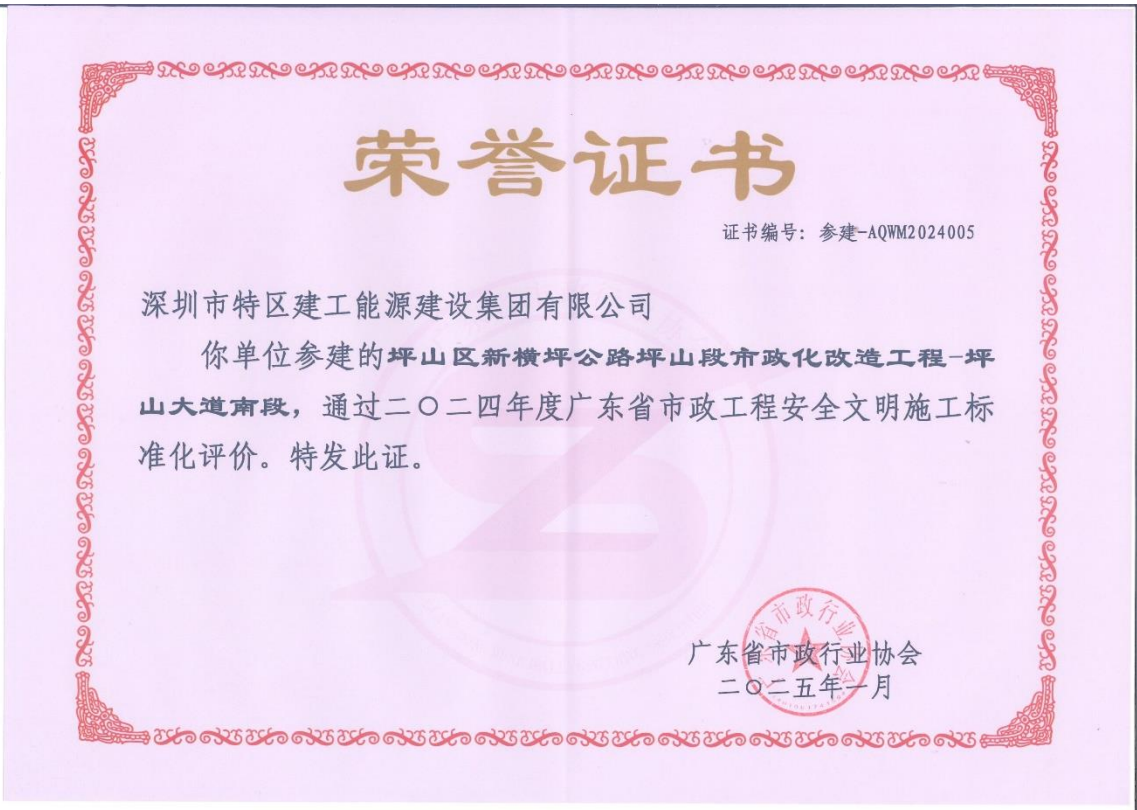 荣誉证书
证书编号：参建-AQWM2024005
深圳市特区建工能源建设集团有限公司
你单位参建的坪山区新横坪公路坪山段市政化改造工程-坪
山大道南段，通过二〇二四年度广东省市政工程安全文明施工标
准化评价。特发此证。
广东省市政行业协会
二〇二五年一月